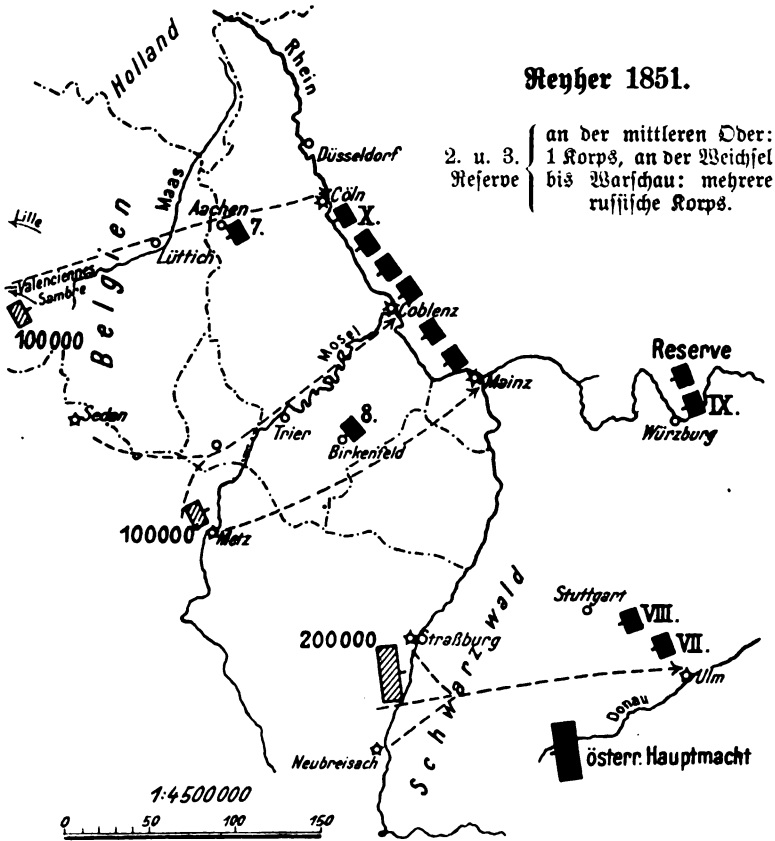 Reyher 1851.
2. u. 3.
Reserve
an der mittleren Oder:
1 Korps, an der Weichsel
bis Warschau: mehrere
russische Korps.
Holland
Rhein
Düsseldorf
Maas
Cöln
X.
Aachen
7.
Lille
Lüttich
Belgien
Valenciennes
Sambre
100000
Coblenz
Mosel
Mainz
Reserve
IX.
Würzburg
Sedan
Trier
8.
Birkenfeld
100000
Metz
Stuttgart
VIII.
VII.
Ulm
200000
Straßburg
Schwarzwald
Donau
Neubreisach
österr. Hauptmacht
1:4500000
0 50 100 150